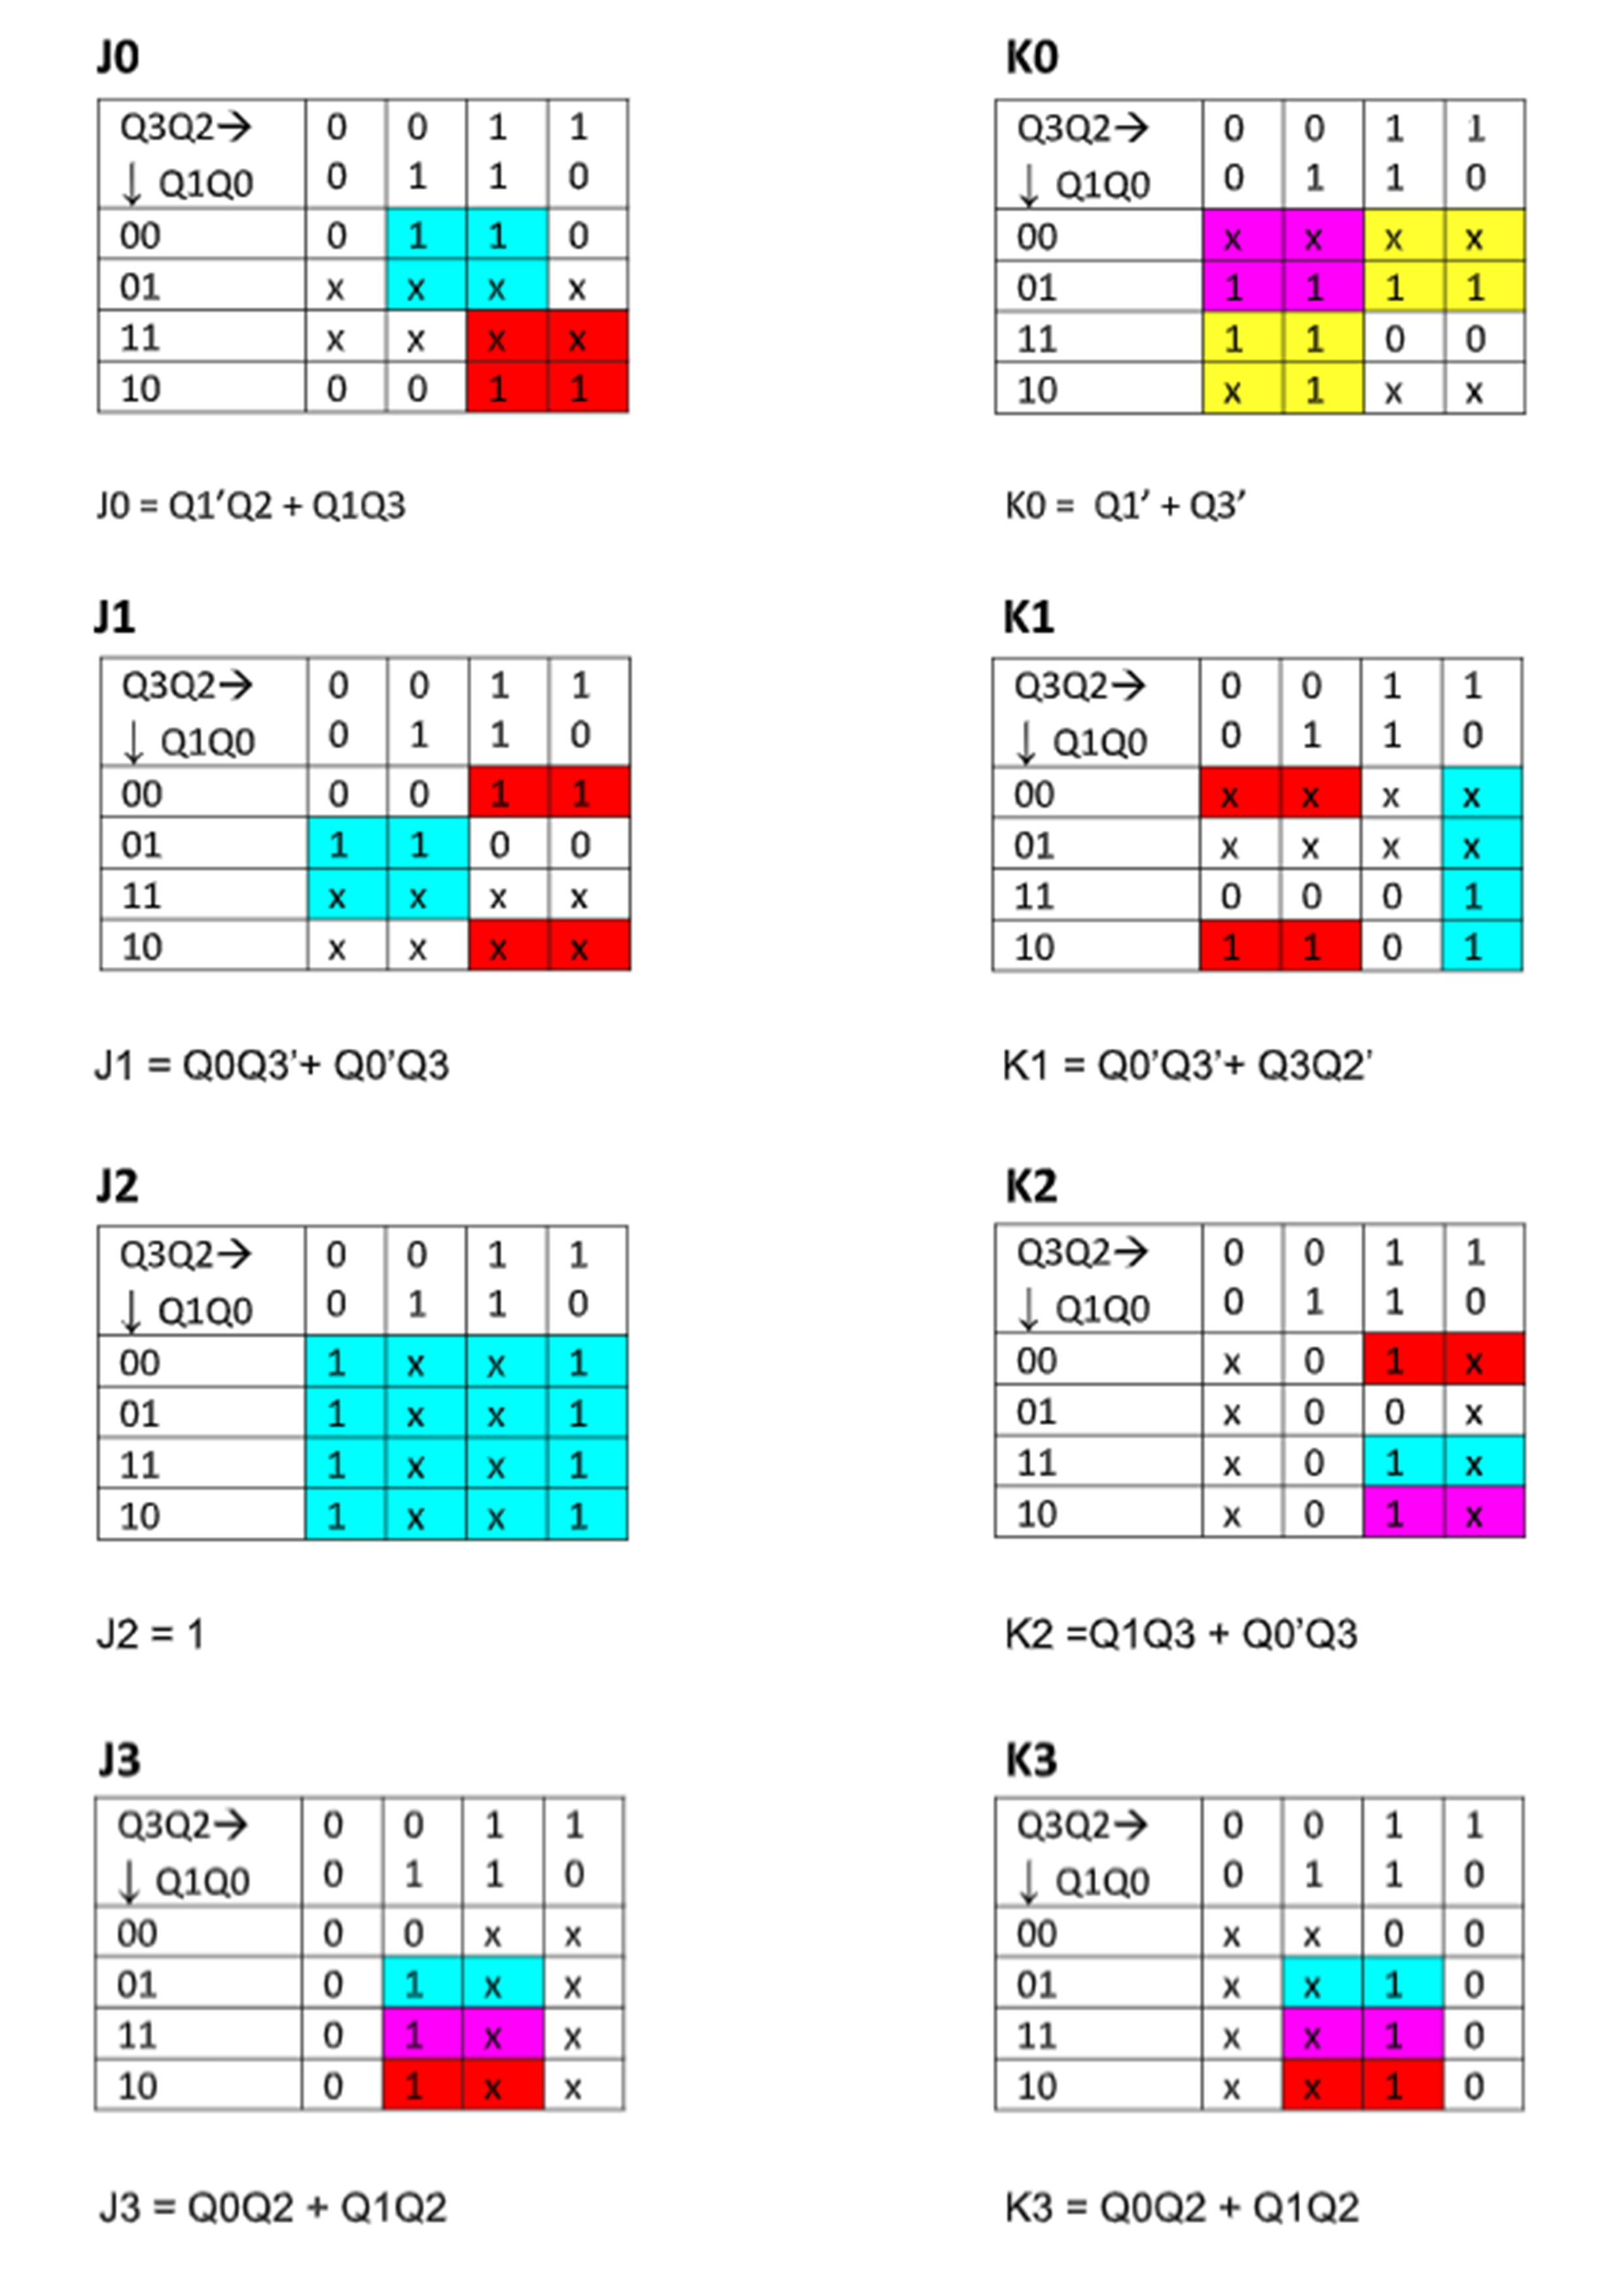 J0
Q3Q2→ 0 0 1 1
↓ Q1Q0 0 1 1 0
00 0 1 1 0
01 x x x x
11 x x x x
10 0 0 1 1
J0 = Q1′Q2 + Q1Q3
K0
Q3Q2→ 0 0 1 1
↓ Q1Q0 0 1 1 0
00 x x x x
01 1 1 1 1
11 1 1 0 0
10 x 1 x x
K0 = Q1’ + Q3’
J1
Q3Q2→ 0 0 1 1
↓ Q1Q0 0 1 1 0
00 0 0 1 1
01 1 1 0 0
11 x x x x
10 x x x x
J1 = Q0Q3’+ Q0’Q3
K1
Q3Q2→ 0 0 1 1
↓ Q1Q0 0 1 1 0
00 x x x x
01 x x x x
11 0 0 0 1
10 1 1 0 1
K1 = Q0’Q3’+ Q3Q2’
J2
Q3Q2→ 0 0 1 1
↓ Q1Q0 0 1 1 0
00 1 x x 1
01 1 x x 1
11 1 x x 1
10 1 x x 1
J2 = 1
K2
Q3Q2→ 0 0 1 1
↓ Q1Q0 0 1 1 0
00 x 0 1 x
01 x 0 0 x
11 x 0 1 x
10 x 0 1 x
K2 =Q1Q3 + Q0’Q3
J3
Q3Q2→ 0 0 1 1
↓ Q1Q0 0 1 1 0
00 0 0 x x
01 0 1 x x
11 0 1 x x
10 0 1 x x
J3 = Q0Q2 + Q1Q2
K3
Q3Q2→ 0 0 1 1
↓ Q1Q0 0 1 1 0
00 x x 0 0
01 x x 1 0
11 x x 1 0
10 x x 1 0
K3 = Q0Q2 + Q1Q2